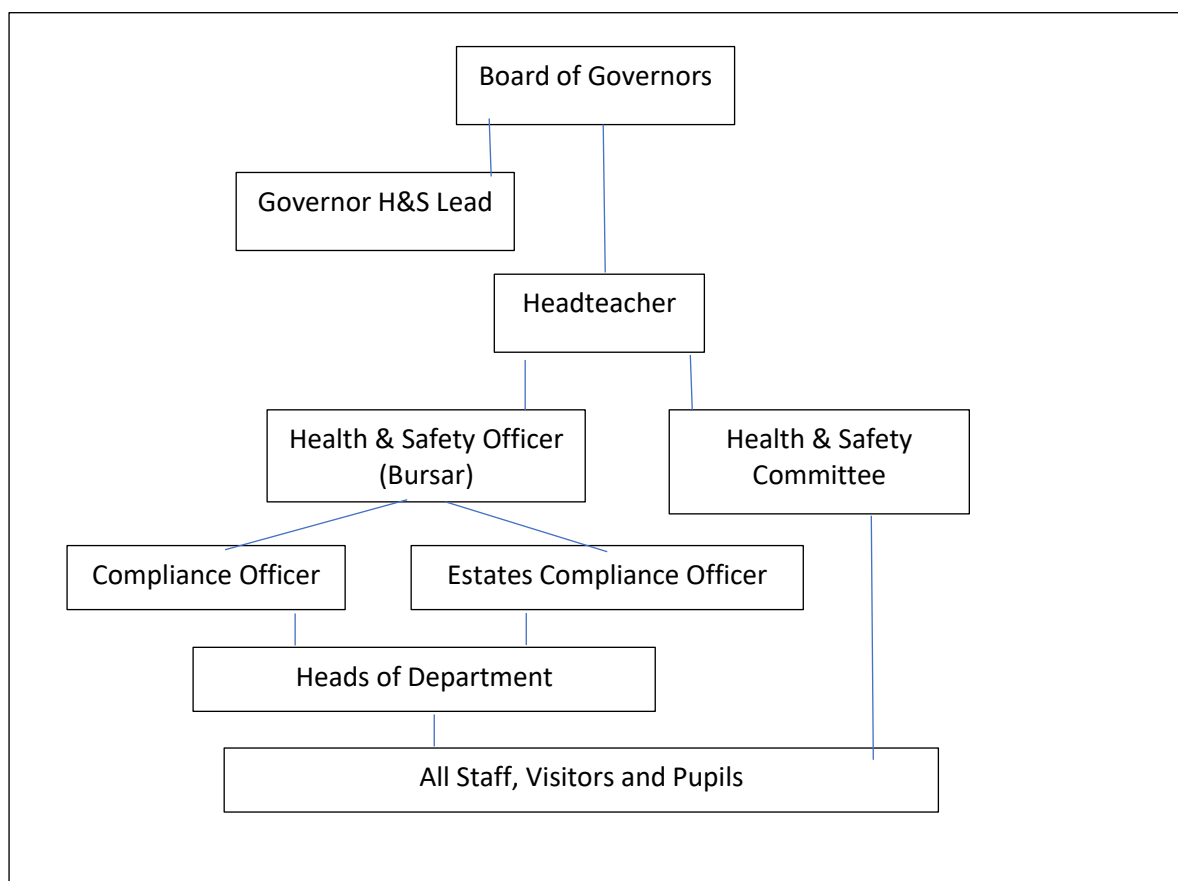 Board of Governors
Governor H&S Lead
Headteacher
Health & Safety Officer
(Bursar)
Health & Safety
Committee
Compliance Officer
Estates Compliance Officer
Heads of Department
All Staff, Visitors and Pupils